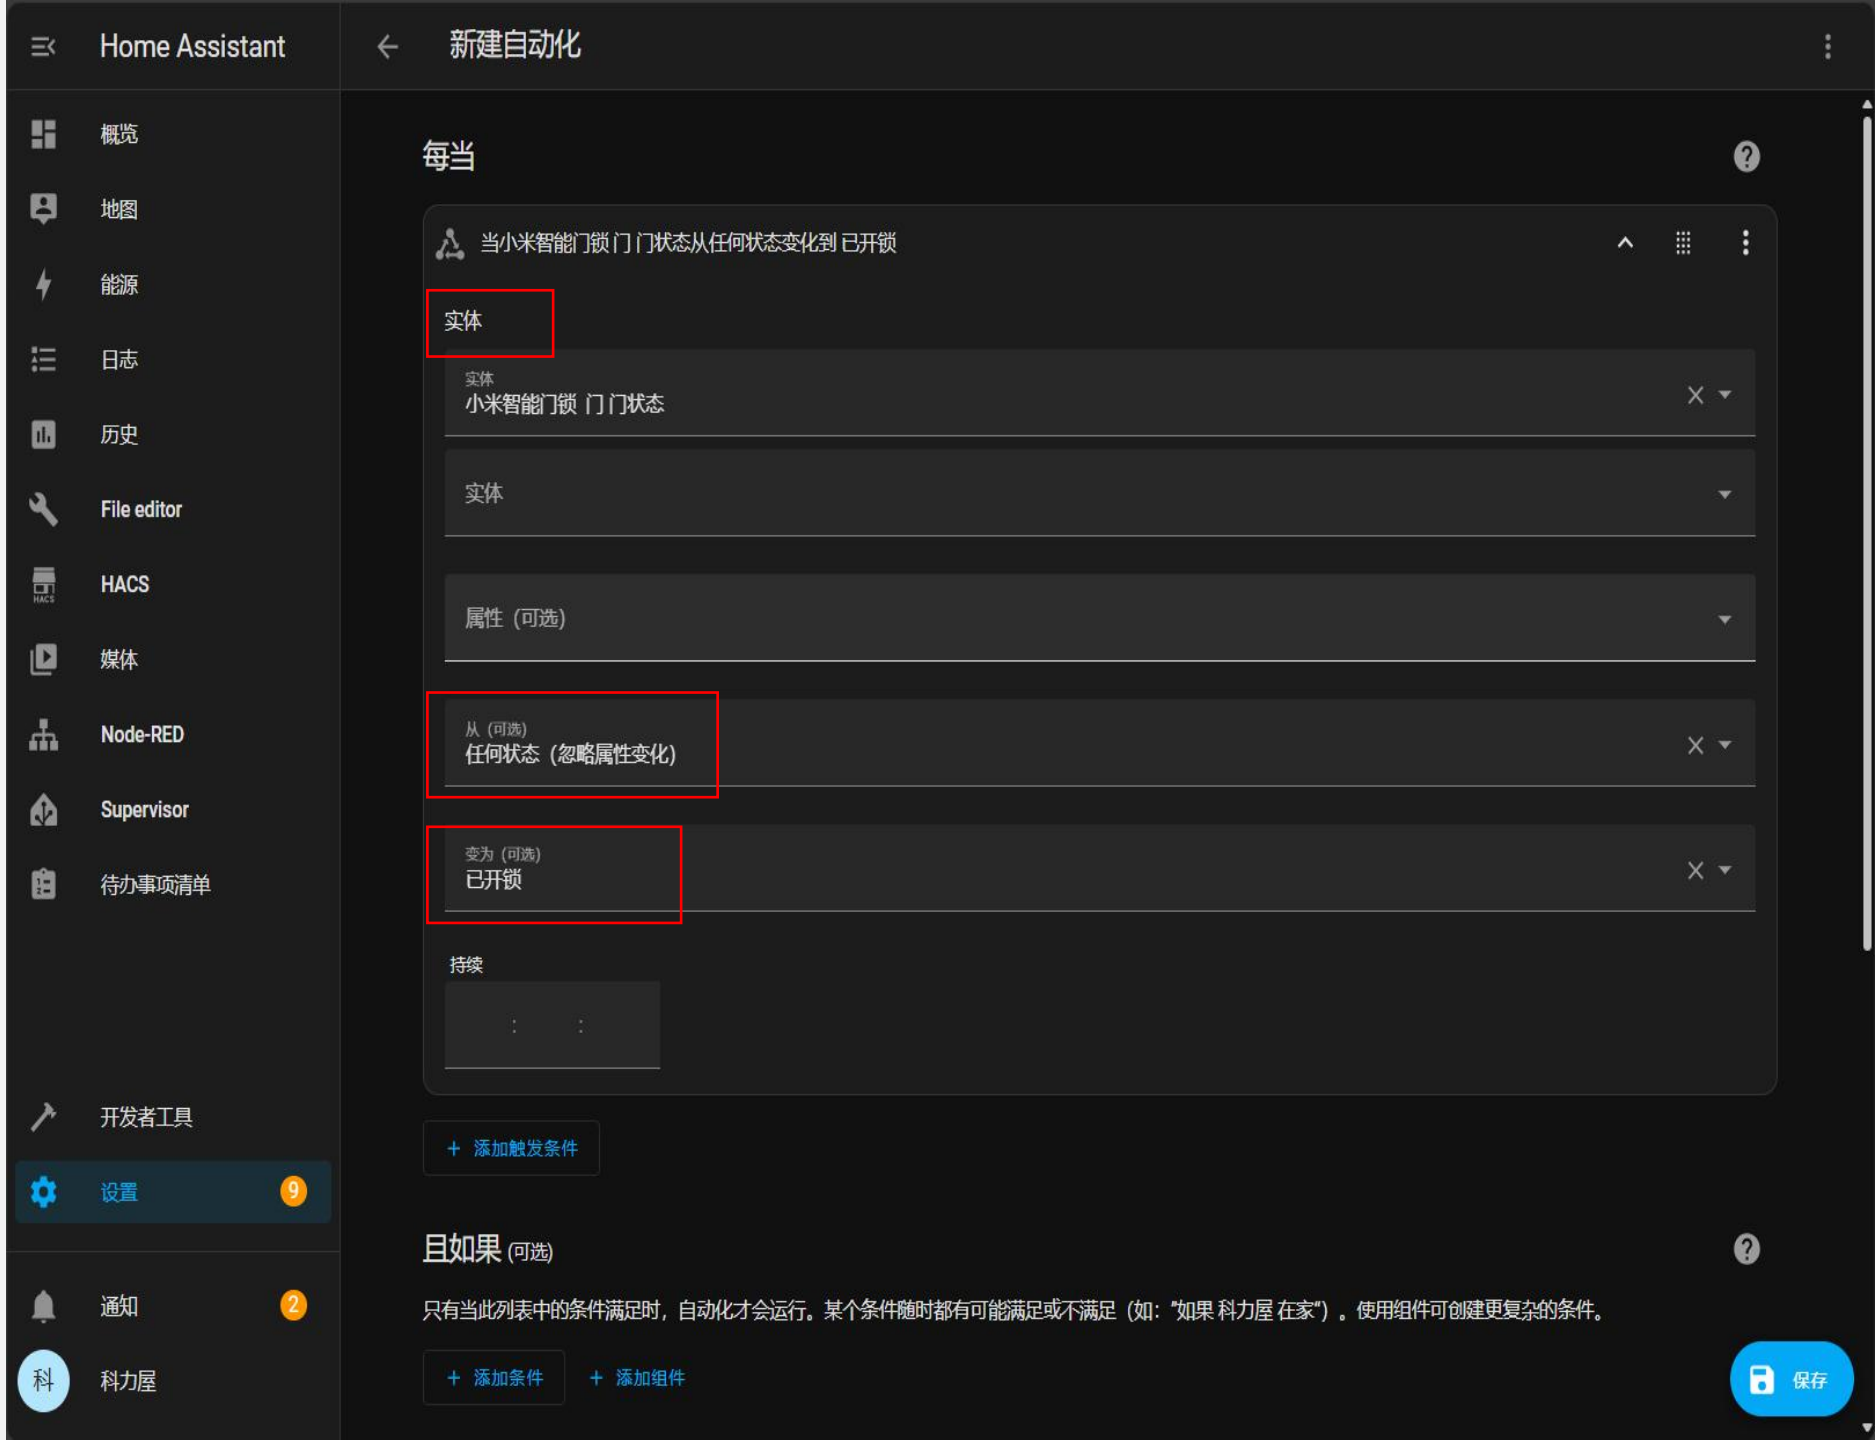 Home Assistant
新建自动化
概览
地图
能源
日志
历史
File editor
HACS
HACS
媒体
Node-RED
Supervisor
待办事项清单
开发者工具
设置
9
通知
2
科
科力屋
每当
当小米智能门锁 门 门状态从任何状态变化到 已开锁
实体
实体
小米智能门锁 门 门状态
实体
属性 (可选)
从 (可选)
任何状态 (忽略属性变化)
变为 (可选)
已开锁
持续
: :
+ 添加触发条件
且如果 (可选)
只有当此列表中的条件满足时，自动化才会运行。某个条件随时都有可能满足或不满足（如："如果 科力屋 在家"）。使用组件可创建更复杂的条件。
+ 添加条件
+ 添加组件
保存